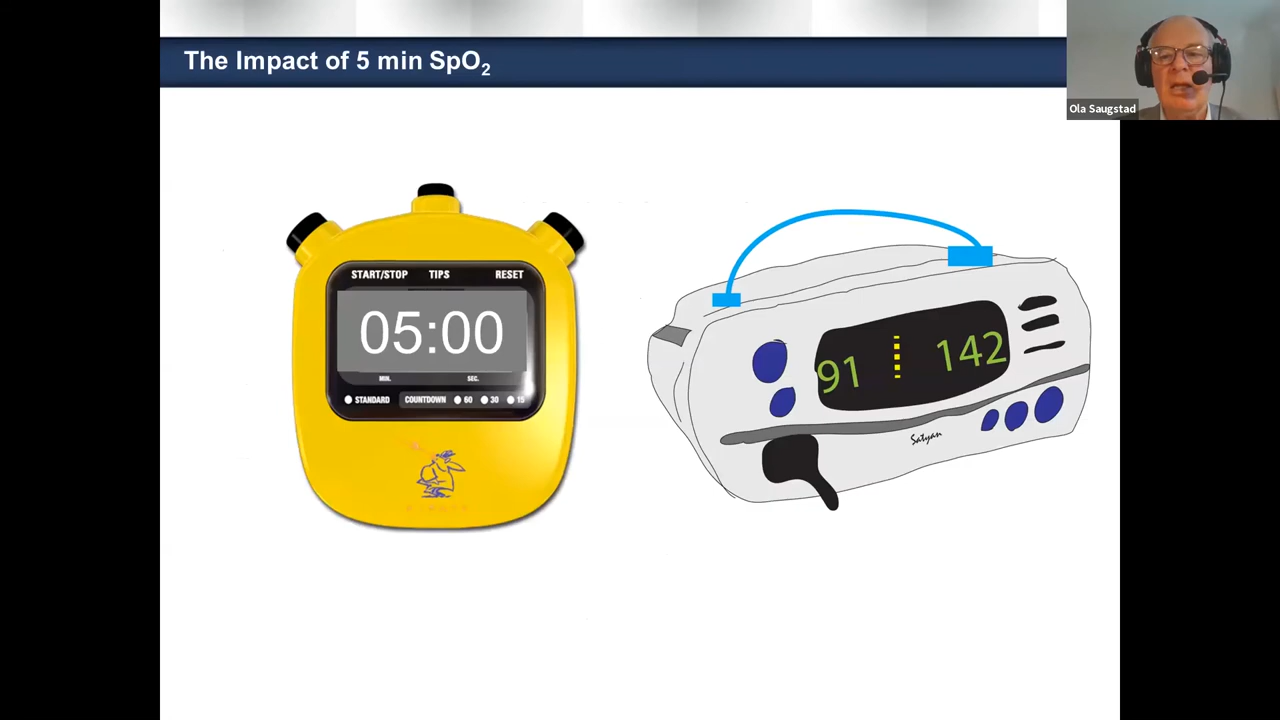 The Impact of 5 min SpO₂
Ola Saugstad
START/STOP TIPS RESET
05:00
MIN. SEC.
STANDARD COUNTDOWN 60 30 15
91 142
Satyan